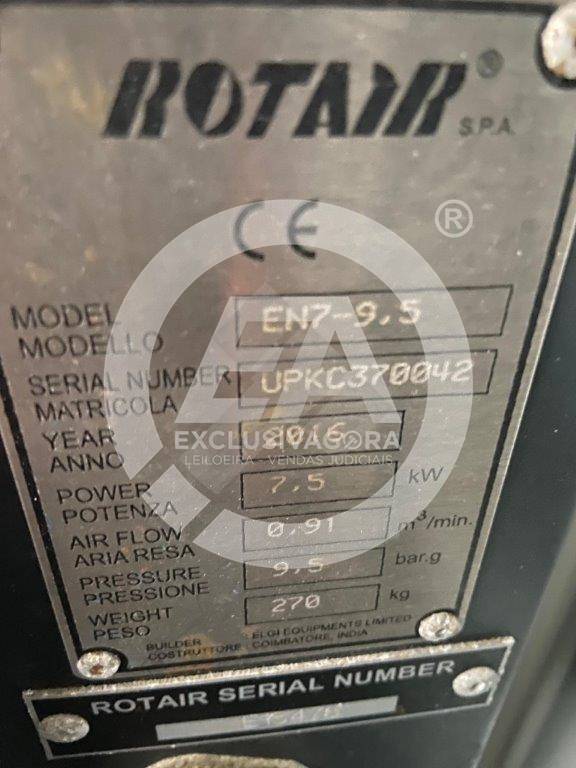 ROTAIR® S.P.A.
CE
®
MODEL EN7-9.5
MODELLO
SERIAL NUMBER UPKC370042
MATRICOLA
YEAR 2016
ANNO
EXCLUSIVAGORA
LEILOEIRA - VENDAS JUDICIAIS
POWER 7.5 kW
POTENZA
AIR FLOW 0.91 m³/min.
ARIA RESA
PRESSURE 9.5 bar.g
PRESSIONE
WEIGHT 270 kg
PESO
BUILDER ELGI EQUIPMENTS LIMITED
COSTRUTTORE : COIMBATORE, INDIA
ROTAIR SERIAL NUMBER